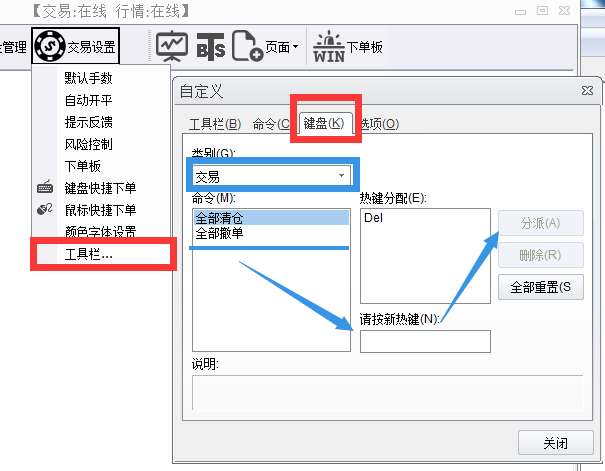 【交易:在线 行情:在线】
管理 交易设置 BTS 页面 WIN 下单板
默认手数
自动开平
提示反馈
风险控制
下单板
键盘快捷下单
鼠标快捷下单
颜色字体设置
工具栏...
自定义
工具栏(B) 命令(C 键盘(K) 选项(O)
类别(G):
交易
命令(M): 热键分配(E):
全部清仓
全部撤单
Del
分派(A)
删除(R)
全部重置(S
请按新热键(N):
说明:
关闭